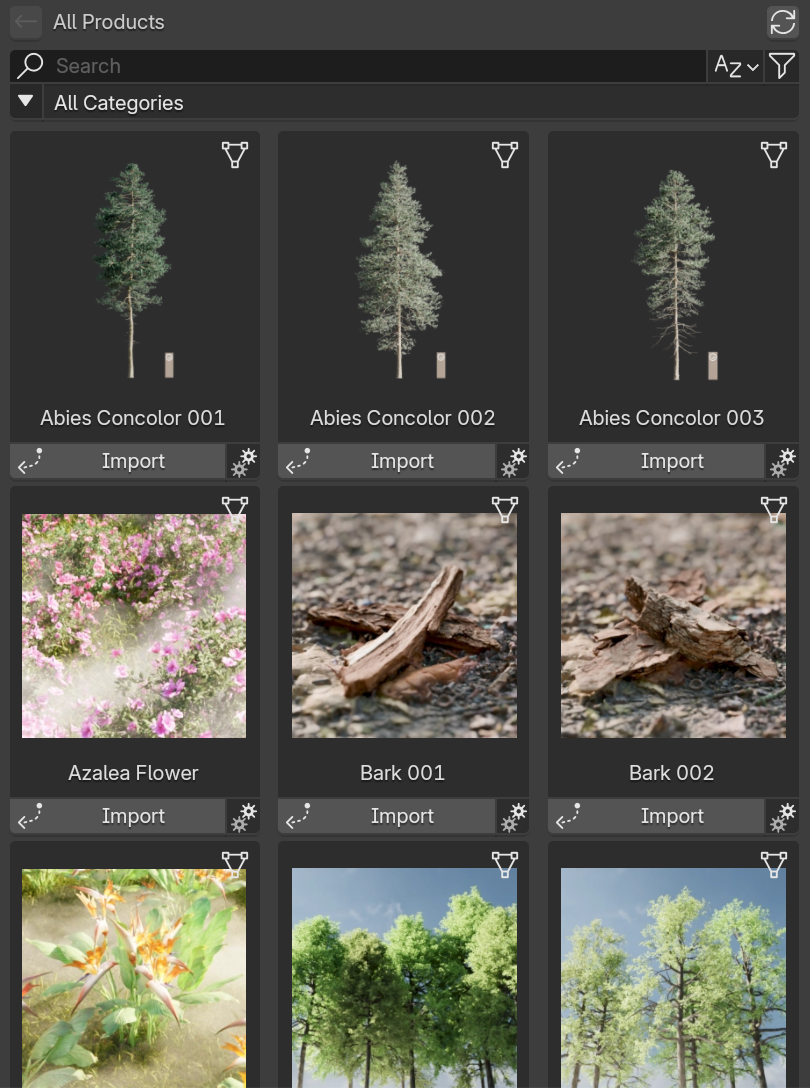 All Products
Search
AZ
All Categories
Abies Concolor 001
Abies Concolor 002
Abies Concolor 003
Import
Import
Import
Azalea Flower
Bark 001
Bark 002
Import
Import
Import